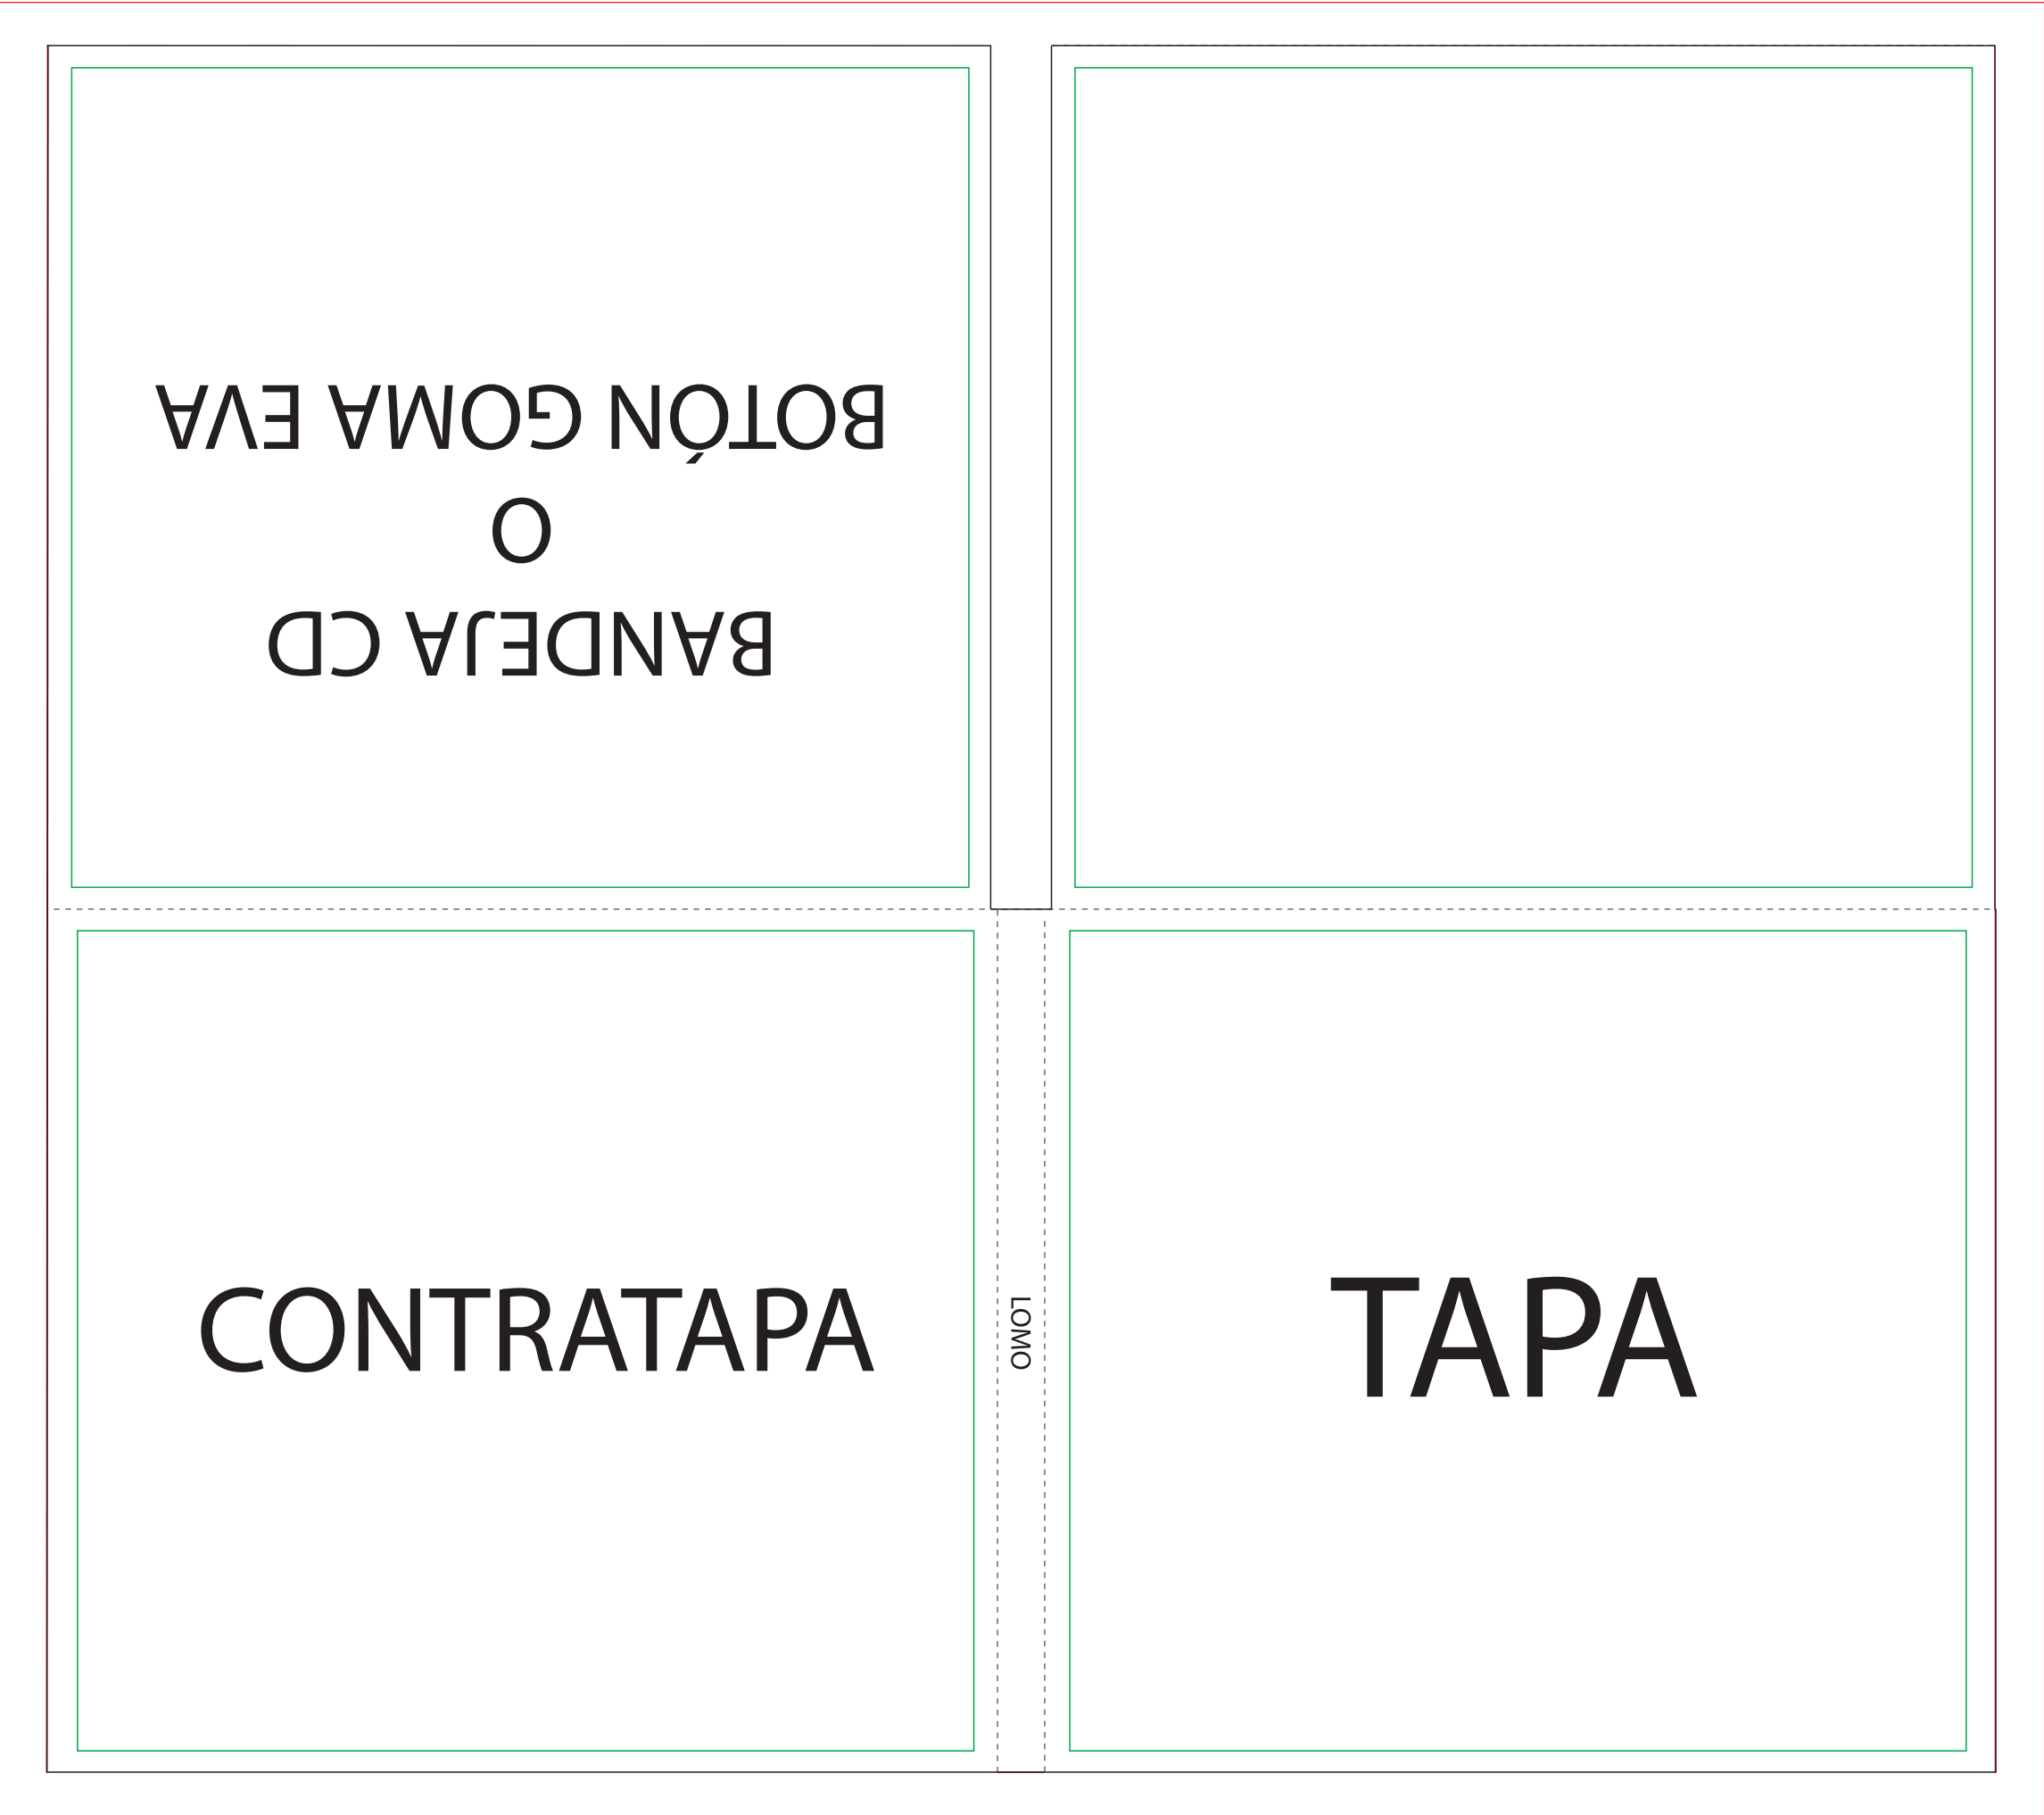 BANDEJA CD
O
BOTÓN GOMA EVA
CONTRATAPA
LOMO
TAPA